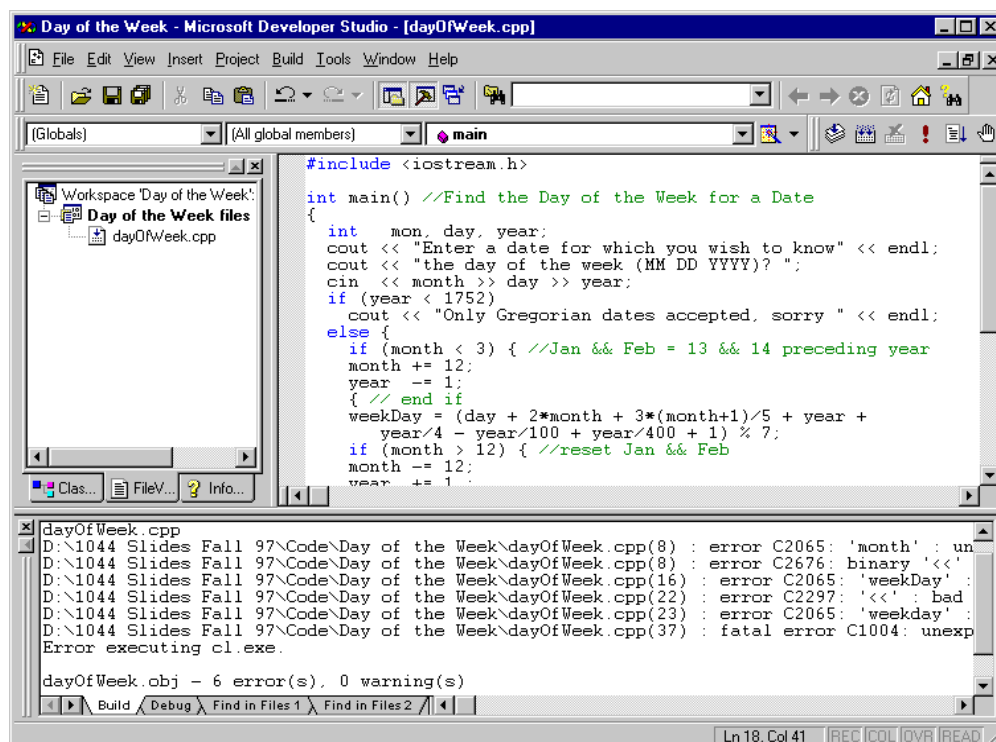 Day of the Week - Microsoft Developer Studio - [dayOfWeek.cpp]
File Edit View Insert Project Build Tools Window Help
(Globals) (All global members) main
Workspace 'Day of the Week':
Day of the Week files
dayOfWeek.cpp
Clas... FileV... Info...
#include <iostream.h>
int main() //Find the Day of the Week for a Date
{
int mon, day, year;
cout << "Enter a date for which you wish to know" << endl;
cout << "the day of the week (MM DD YYYY)? ";
cin << month >> day >> year;
if (year < 1752)
cout << "Only Gregorian dates accepted, sorry " << endl;
else {
if (month < 3) { //Jan && Feb = 13 && 14 preceding year
month += 12;
year -= 1;
{ // end if
weekDay = (day + 2*month + 3*(month+1)/5 + year +
year/4 - year/100 + year/400 + 1) % 7;
if (month > 12) { //reset Jan && Feb
month -= 12;
year += 1 ;
dayOfWeek.cpp
D:\1044 Slides Fall 97\Code\Day of the Week\dayOfWeek.cpp(8) : error C2065: 'month' : un
D:\1044 Slides Fall 97\Code\Day of the Week\dayOfWeek.cpp(8) : error C2676: binary '<<'
D:\1044 Slides Fall 97\Code\Day of the Week\dayOfWeek.cpp(16) : error C2065: 'weekDay' :
D:\1044 Slides Fall 97\Code\Day of the Week\dayOfWeek.cpp(22) : error C2297: '<<' : bad
D:\1044 Slides Fall 97\Code\Day of the Week\dayOfWeek.cpp(23) : error C2065: 'weekday' :
D:\1044 Slides Fall 97\Code\Day of the Week\dayOfWeek.cpp(37) : fatal error C1004: unexp
Error executing cl.exe.
dayOfWeek.obj - 6 error(s), 0 warning(s)
Build Debug Find in Files 1 Find in Files 2
Ln 18, Col 41 REC COL OVR READ